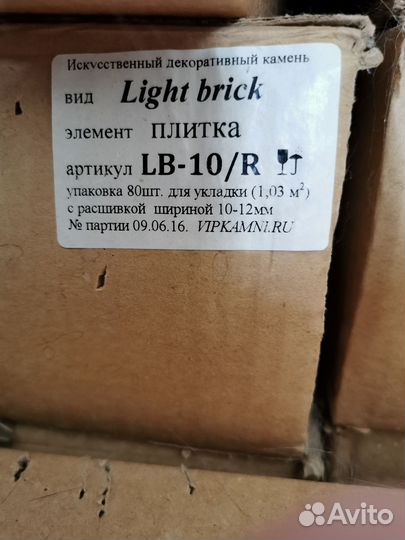 Искусственный декоративный камень
вид Light brick
элемент плитка
артикул LB-10/R
упаковка 80шт. для укладки (1,03 м²)
с расшивкой шириной 10-12мм
№ партии 09.06.16. VIPKAMNI.RU
Avito